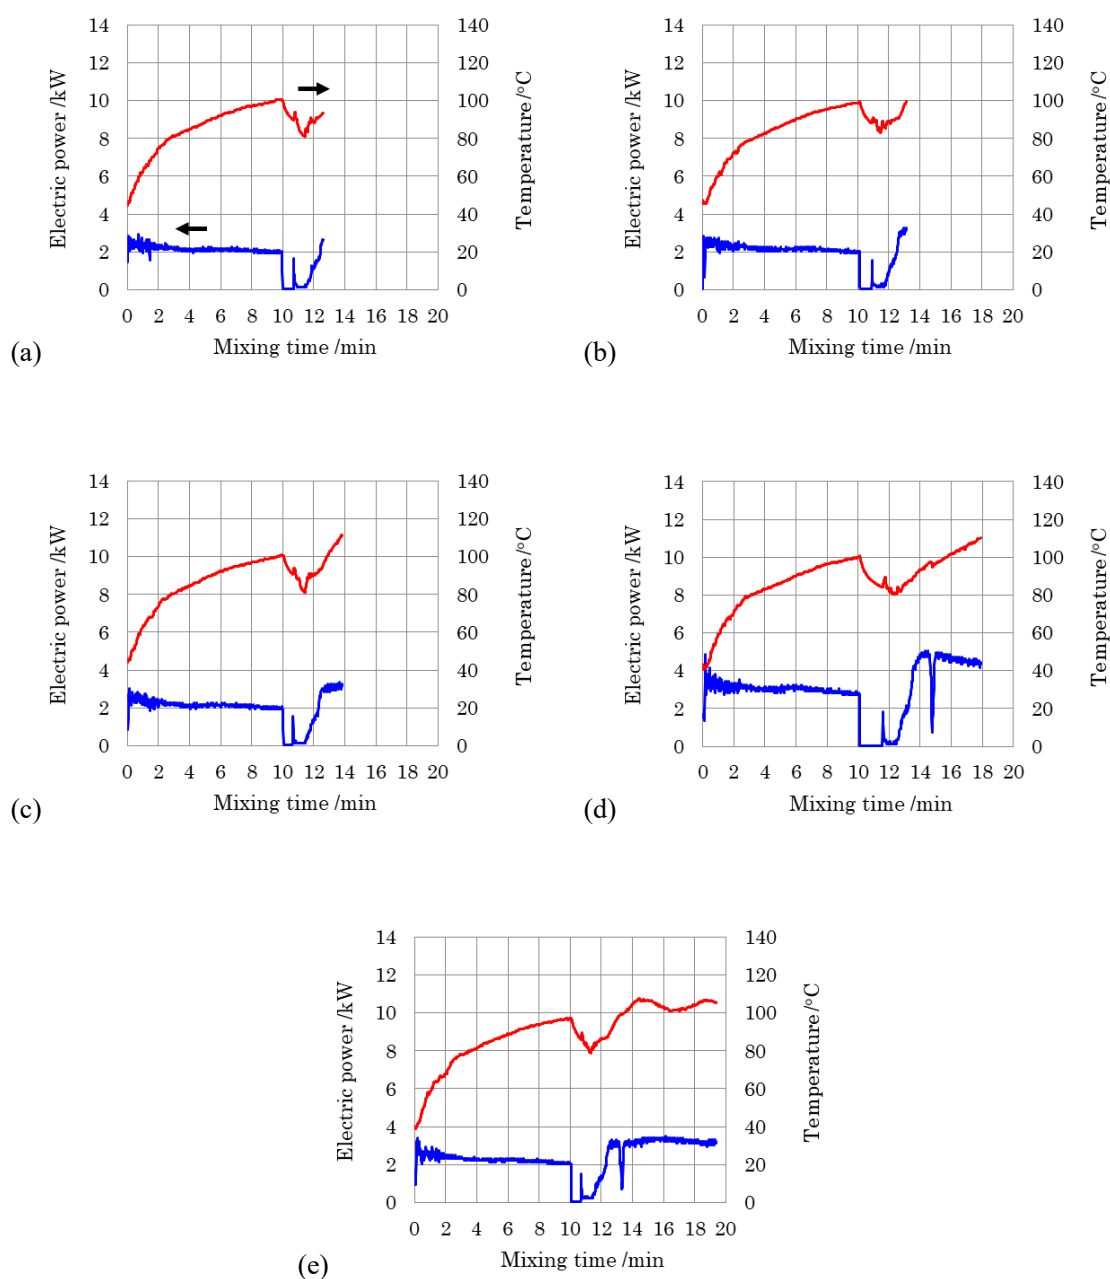 14 140 14 140
12 120 12 120
10 100 10 100
8 80 8 80
6 60 6 60
4 40 4 40
2 20 2 20
0 0 0 0
Electric power /kW Temperature/°C Electric power /kW Temperature/°C
0 2 4 6 8 10 12 14 16 18 20 0 2 4 6 8 10 12 14 16 18 20
(a) Mixing time /min (b) Mixing time /min
14 140 14 140
12 120 12 120
10 100 10 100
8 80 8 80
6 60 6 60
4 40 4 40
2 20 2 20
0 0 0 0
Electric power /kW Temperature/°C Electric power /kW Temperature/°C
0 2 4 6 8 10 12 14 16 18 20 0 2 4 6 8 10 12 14 16 18 20
(c) Mixing time /min (d) Mixing time /min
14 140
12 120
10 100
8 80
6 60
4 40
2 20
0 0
Electric power /kW Temperature/°C
0 2 4 6 8 10 12 14 16 18 20
(e) Mixing time /min